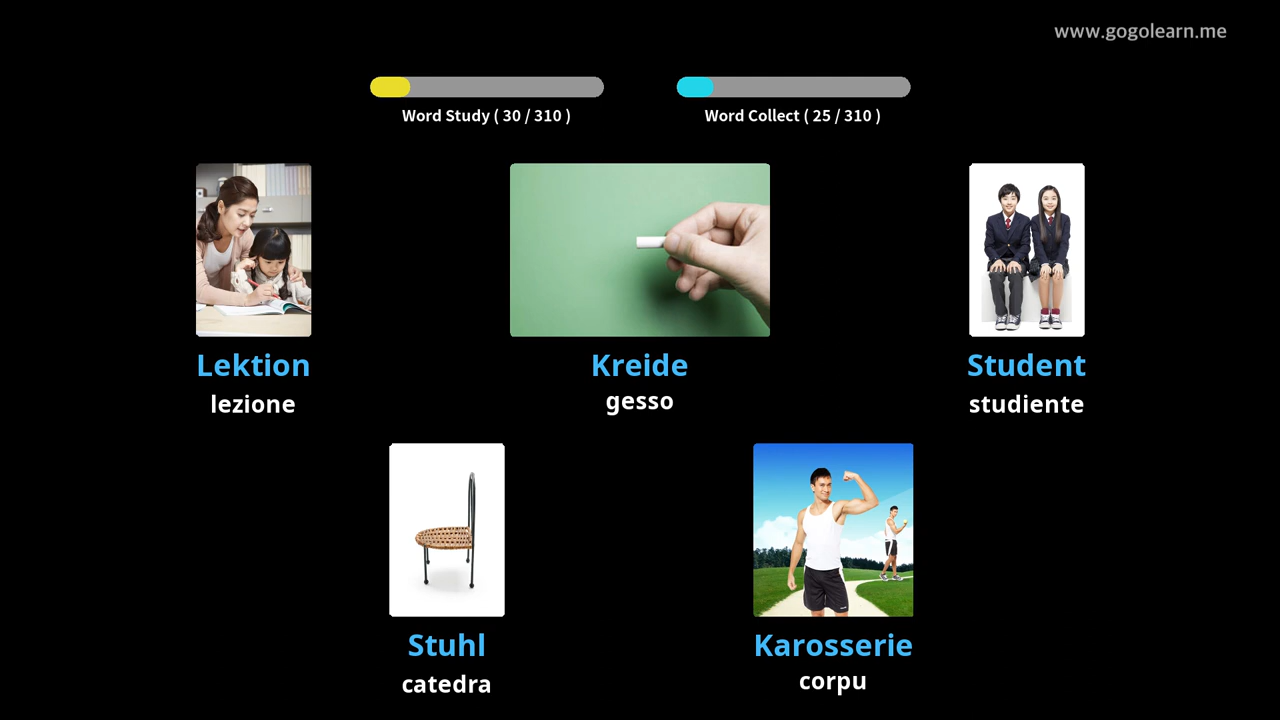 www.gogolearn.me
Word Study ( 30 / 310 )
Word Collect ( 25 / 310 )
Lektion
lezione
Kreide
gesso
Student
studiente
Stuhl
catedra
Karosserie
corpu